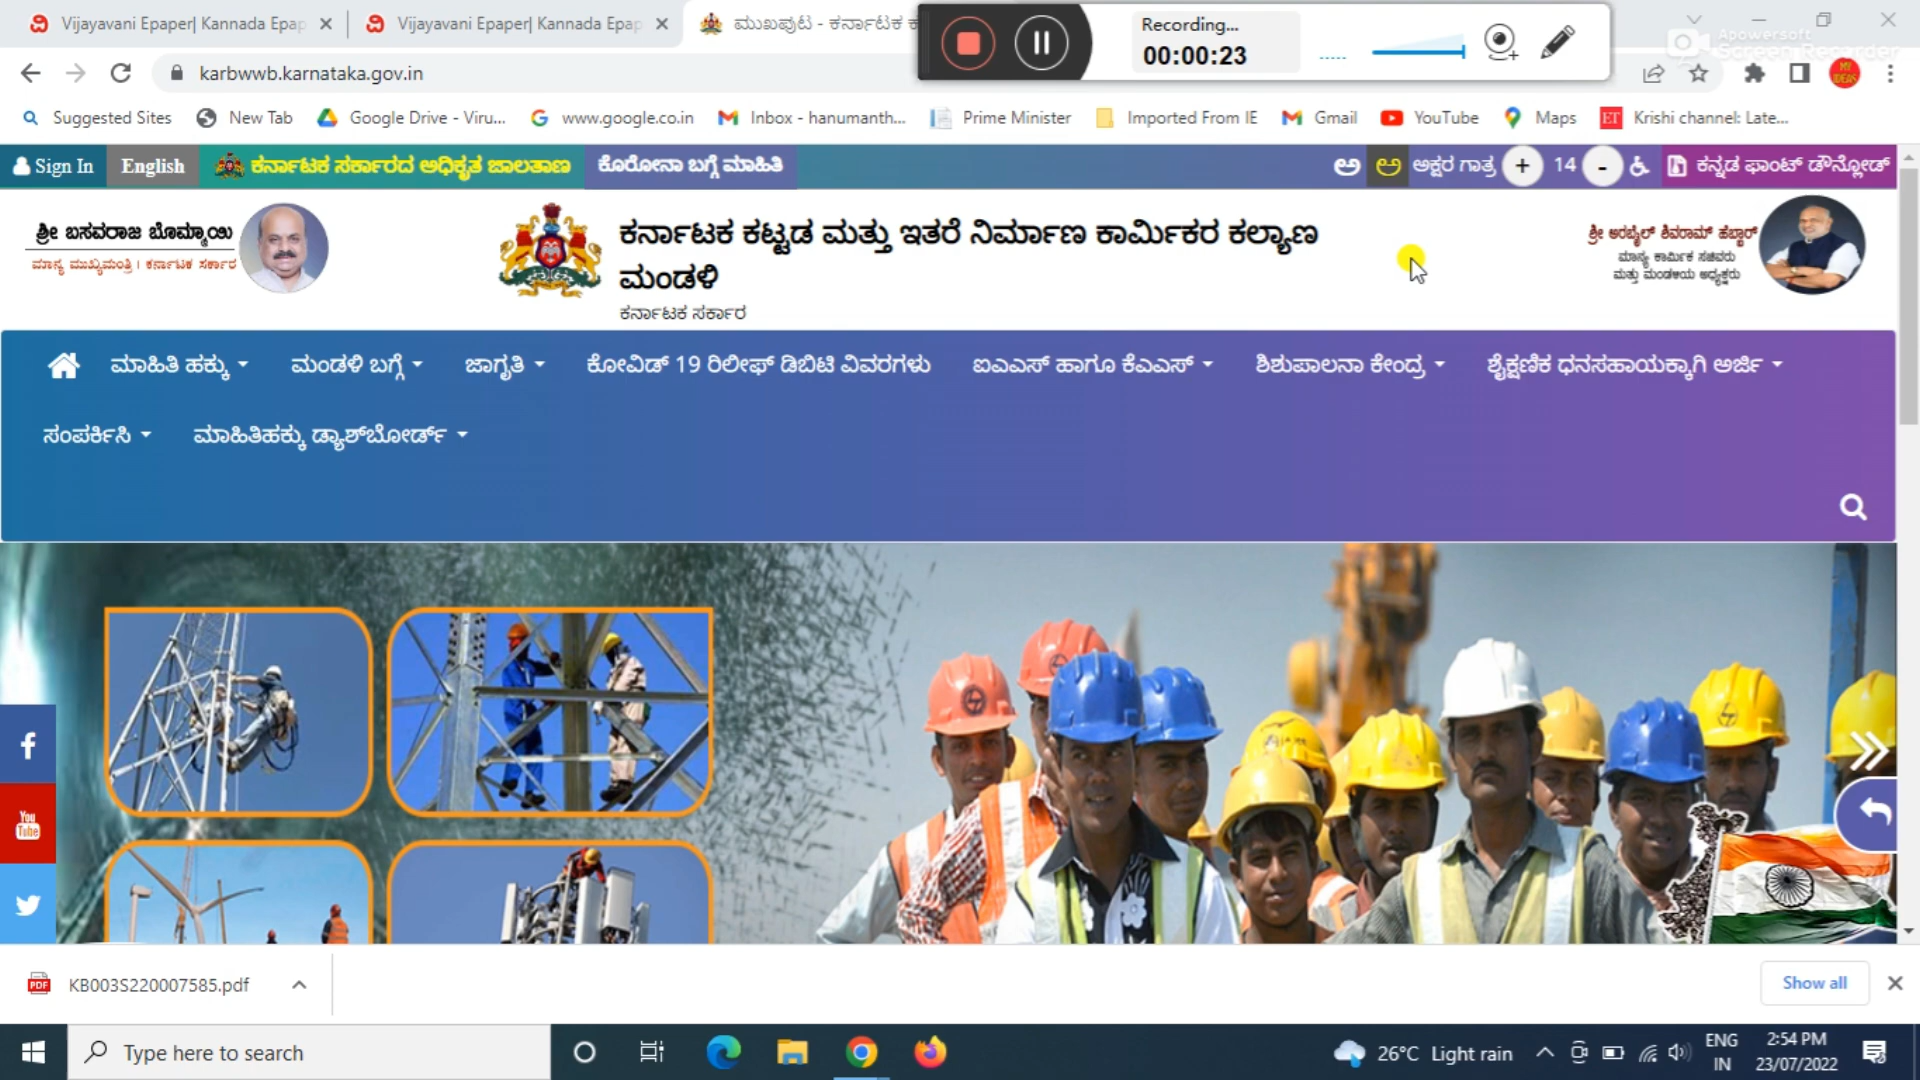 Vijayavani Epaper| Kannada Epap
Vijayavani Epaper| Kannada Epap
ಮುಖಪುಟ - ಕರ್ನಾಟಕ ಕ
Recording...
00:00:23
Apowersoft
Screen Recorder
karbwwb.karnataka.gov.in
Suggested Sites
New Tab
Google Drive - Viru...
www.google.co.in
Inbox - hanumanth...
Prime Minister
Imported From IE
Gmail
YouTube
Maps
Krishi channel: Late...
Sign In
English
ಕರ್ನಾಟಕ ಸರ್ಕಾರದ ಅಧಿಕೃತ ಜಾಲತಾಣ
ಕೊರೋನಾ ಬಗ್ಗೆ ಮಾಹಿತಿ
ಅ
ಅ
ಅಕ್ಷರ ಗಾತ್ರ + 14 -
ಕನ್ನಡ ಫಾಂಟ್ ಡೌನ್ಲೋಡ್
ಶ್ರೀ ಬಸವರಾಜ ಬೊಮ್ಮಾಯಿ
ಮಾನ್ಯ ಮುಖ್ಯಮಂತ್ರಿ | ಕರ್ನಾಟಕ ಸರ್ಕಾರ
ಕರ್ನಾಟಕ ಕಟ್ಟಡ ಮತ್ತು ಇತರೆ ನಿರ್ಮಾಣ ಕಾರ್ಮಿಕರ ಕಲ್ಯಾಣ
ಮಂಡಳಿ
ಕರ್ನಾಟಕ ಸರ್ಕಾರ
ಶ್ರೀ ಅರಬೈಲ್ ಶಿವರಾಮ್ ಹೆಬ್ಬಾರ್
ಮಾನ್ಯ ಕಾರ್ಮಿಕ ಸಚಿವರು
ಮತ್ತು ಮಂಡಳಿಯ ಅಧ್ಯಕ್ಷರು
ಮಾಹಿತಿ ಹಕ್ಕು
ಮಂಡಳಿ ಬಗ್ಗೆ
ಜಾಗೃತಿ
ಕೋವಿಡ್ 19 ರಿಲೀಫ್ ಡಿಬಿಟಿ ವಿವರಗಳು
ಐಎಎಸ್ ಹಾಗೂ ಕೆಎಎಸ್
ಶಿಶುಪಾಲನಾ ಕೇಂದ್ರ
ಶೈಕ್ಷಣಿಕ ಧನಸಹಾಯಕ್ಕಾಗಿ ಅರ್ಜಿ
ಸಂಪರ್ಕಿಸಿ
ಮಾಹಿತಿಹಕ್ಕು ಡ್ಯಾಶ್‌ಬೋರ್ಡ್
You
Tube
KB003S220007585.pdf
Show all
Type here to search
26°C Light rain
ENG
IN
2:54 PM
23/07/2022